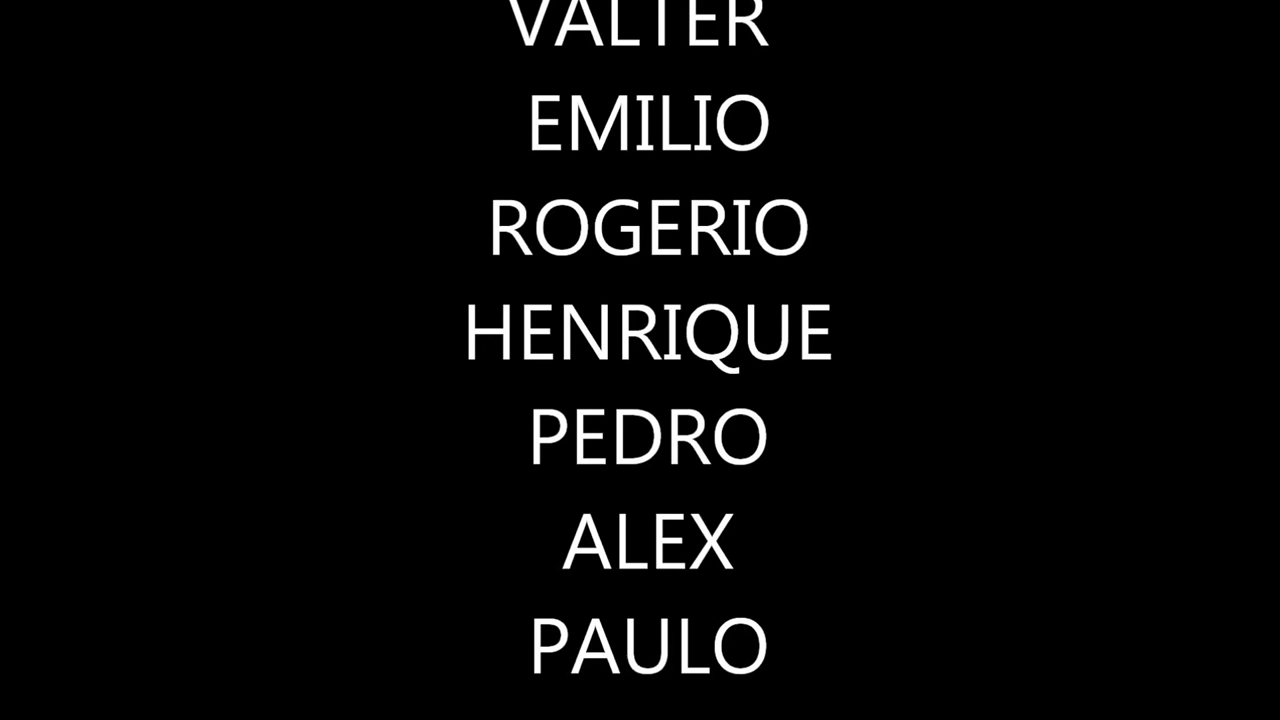 VALTER
EMILIO
ROGERIO
HENRIQUE
PEDRO
ALEX
PAULO